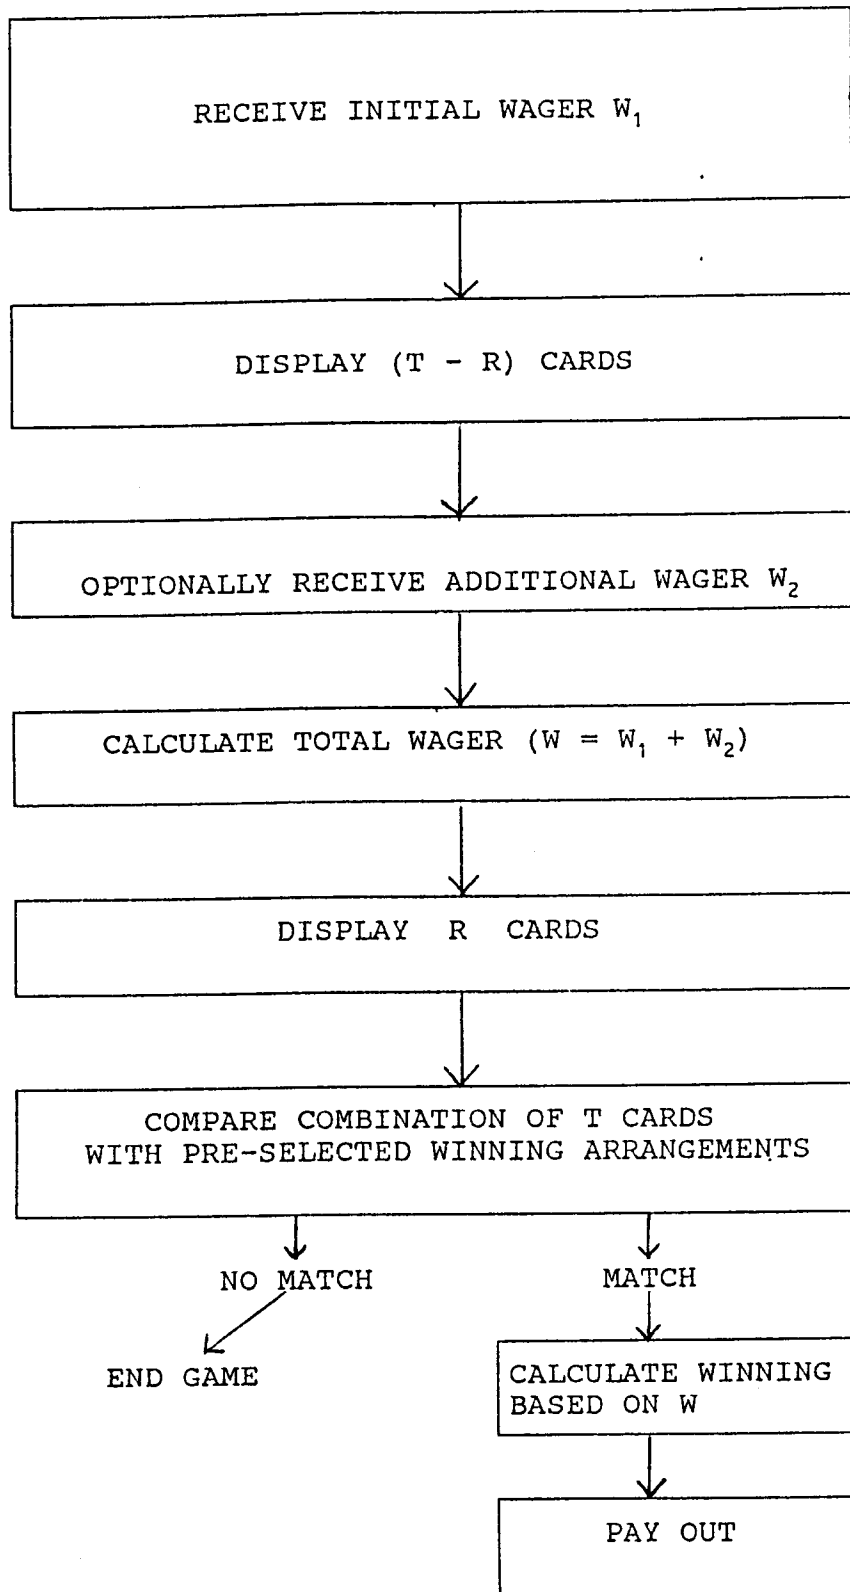 RECEIVE INITIAL WAGER W₁
DISPLAY (T - R) CARDS
OPTIONALLY RECEIVE ADDITIONAL WAGER W₂
CALCULATE TOTAL WAGER (W = W₁ + W₂)
DISPLAY R CARDS
COMPARE COMBINATION OF T CARDS
WITH PRE-SELECTED WINNING ARRANGEMENTS
NO MATCH
MATCH
END GAME
CALCULATE WINNING
BASED ON W
PAY OUT